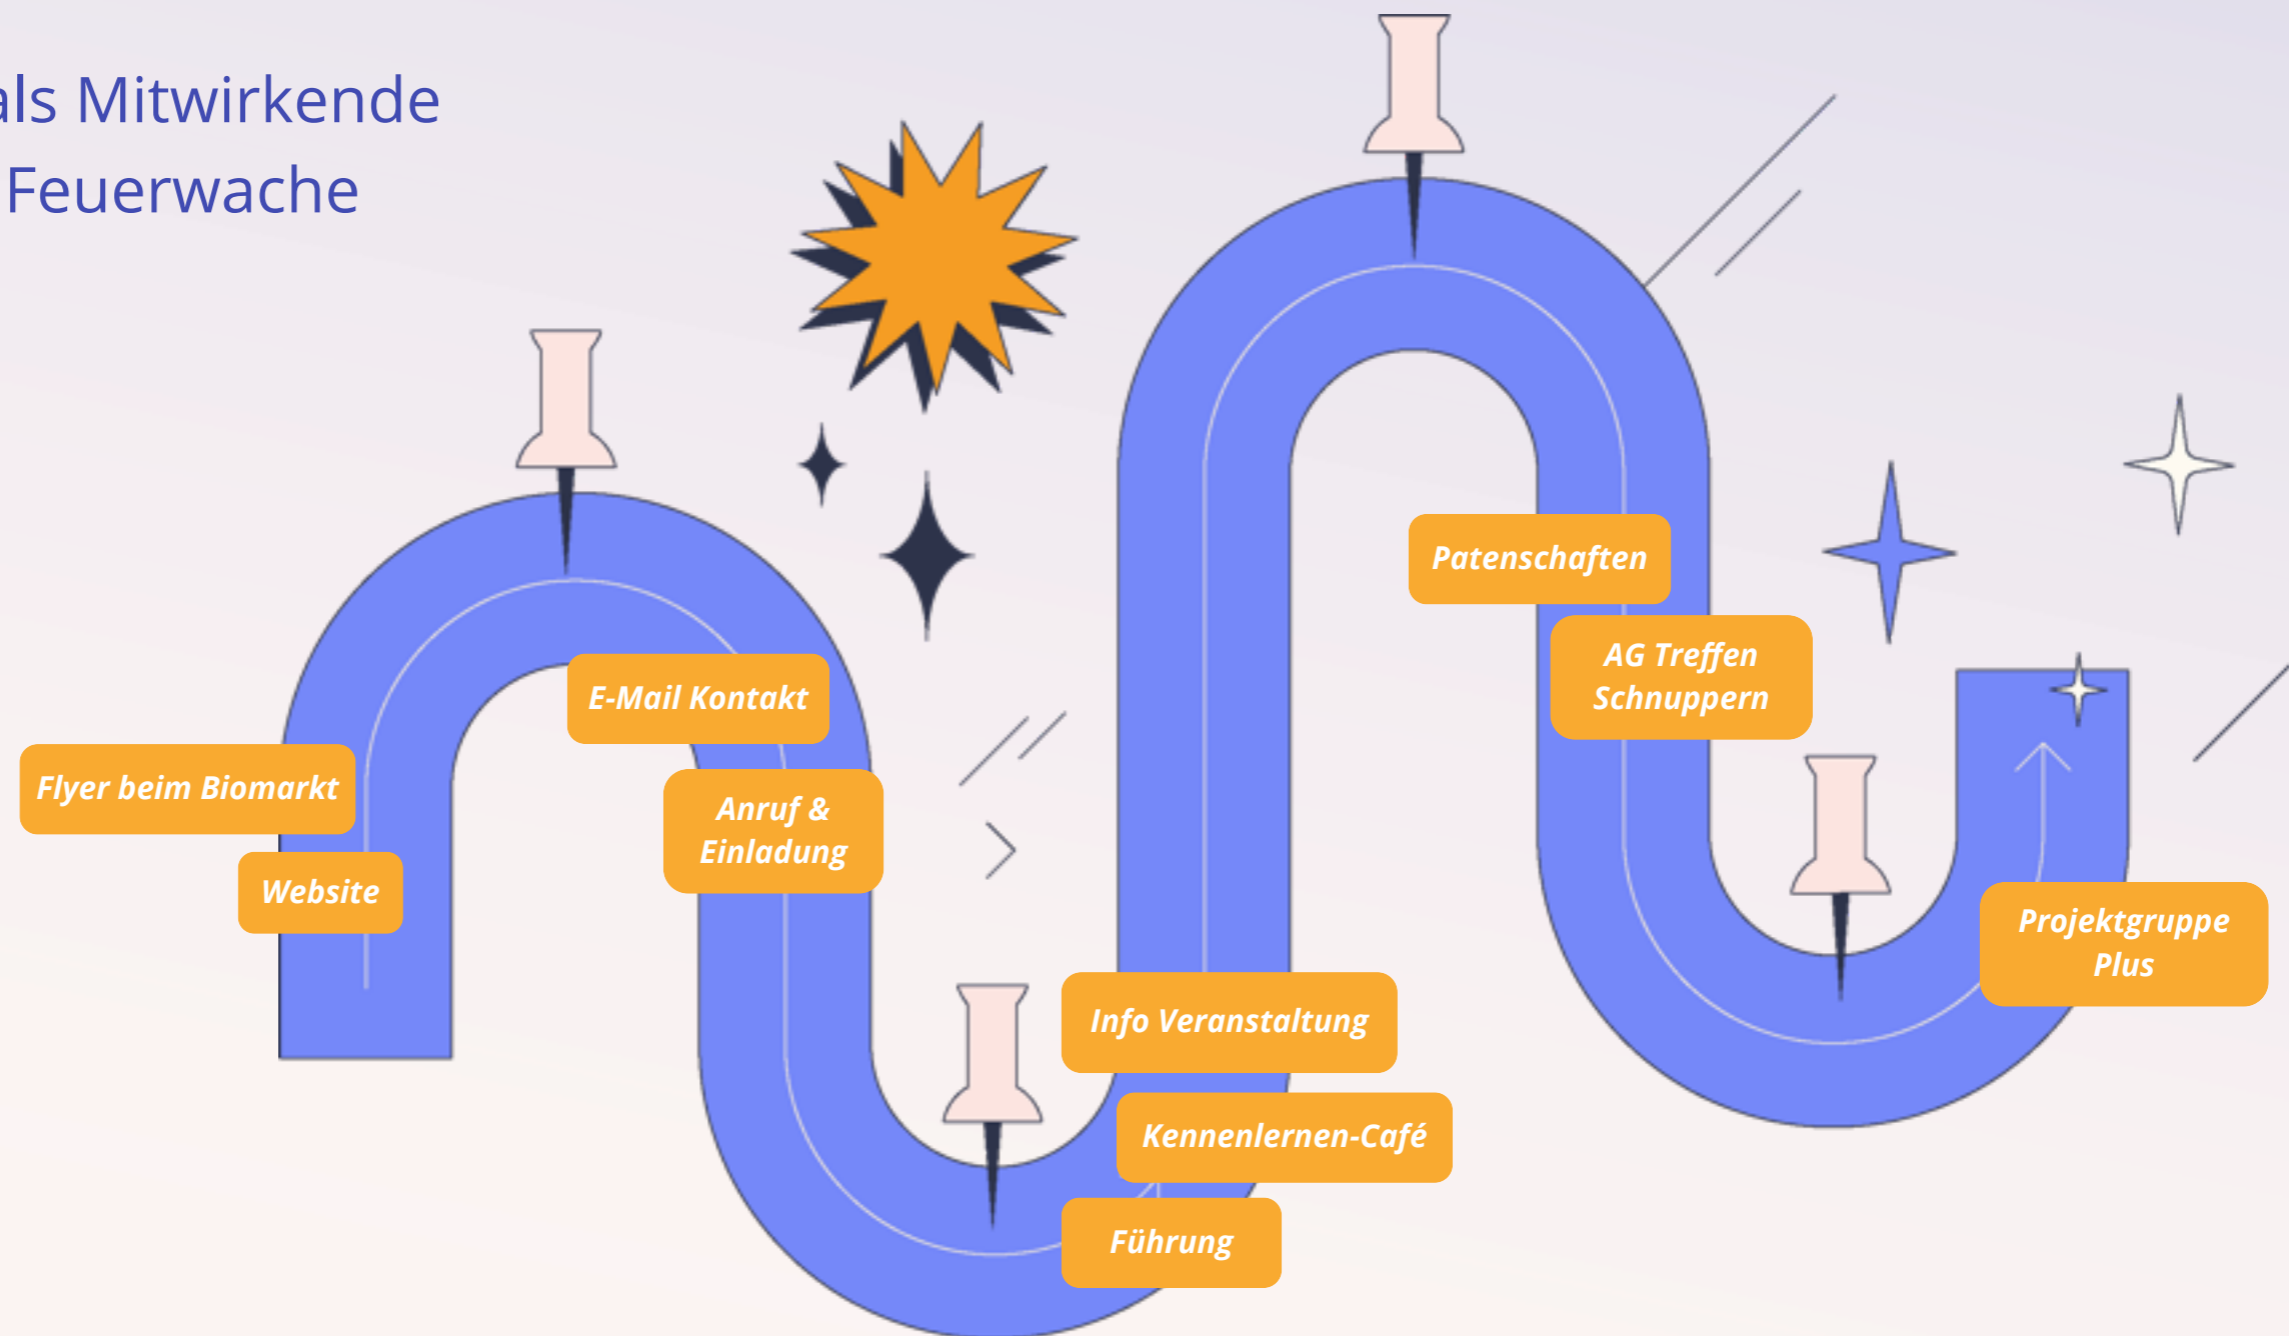 als Mitwirkende
Feuerwache
Flyer beim Biomarkt
Website
E-Mail Kontakt
Anruf &
Einladung
Info Veranstaltung
Kennenlernen-Café
Führung
Patenschaften
AG Treffen
Schnuppern
Projektgruppe
Plus